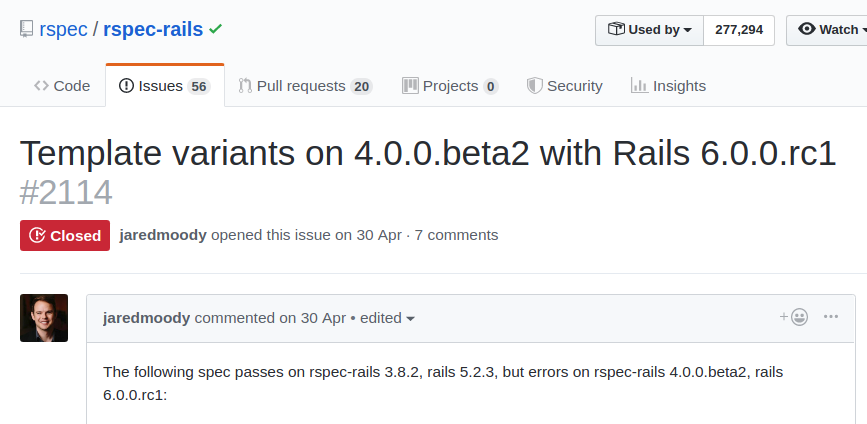 rspec / rspec-rails
Used by 277,294 Watch
Code Issues 56 Pull requests 20 Projects 0 Security Insights
Template variants on 4.0.0.beta2 with Rails 6.0.0.rc1
#2114
Closed jaredmoody opened this issue on 30 Apr · 7 comments
jaredmoody commented on 30 Apr • edited
The following spec passes on rspec-rails 3.8.2, rails 5.2.3, but errors on rspec-rails 4.0.0.beta2, rails
6.0.0.rc1: